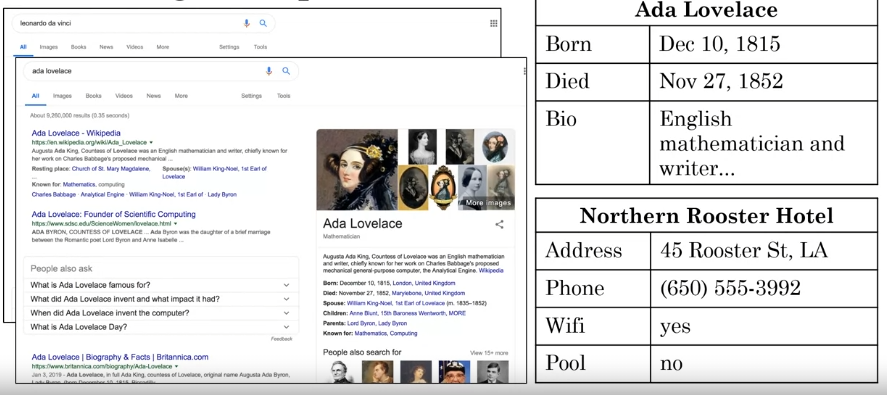 leonardo da vinci
All Images Books News Videos More Settings Tools
ada lovelace
All Images Books Videos News More Settings Tools
About 9,260,000 results (0.35 seconds)
Ada Lovelace - Wikipedia
https://en.wikipedia.org/wiki/Ada_Lovelace
Augusta Ada King, Countess of Lovelace was an English mathematician and writer, chiefly known for
her work on Charles Babbage's proposed mechanical ...
Resting place: Church of St. Mary Magdalene, Spouse(s): William King-Noel, 1st Earl of
... Lovelace
Known for: Mathematics, computing
Charles Babbage · Analytical Engine · William King-Noel, 1st Earl of · Lady Byron
Ada Lovelace: Founder of Scientific Computing
https://www.sdsc.edu/ScienceWomen/lovelace.html
ADA BYRON, COUNTESS OF LOVELACE ... Ada Byron was the daughter of a brief marriage
between the Romantic poet Lord Byron and Anne Isabelle ...
People also ask
What is Ada Lovelace famous for?
What did Ada Lovelace invent and what impact it had?
When did Ada Lovelace invent the computer?
What is Ada Lovelace Day?
Feedback
Ada Lovelace | Biography & Facts | Britannica.com
https://www.britannica.com/biography/Ada-Lovelace
Jan 3, 2019 - Ada Lovelace, in full Ada King, countess of Lovelace, original name Augusta Ada Byron,
More images
Ada Lovelace
Mathematician
Augusta Ada King, Countess of Lovelace was an English mathematician
and writer, chiefly known for her work on Charles Babbage's proposed
mechanical general-purpose computer, the Analytical Engine. Wikipedia
Born: December 10, 1815, London, United Kingdom
Died: November 27, 1852, Marylebone, United Kingdom
Spouse: William King-Noel, 1st Earl of Lovelace (m. 1835–1852)
Children: Anne Blunt, 15th Baroness Wentworth, MORE
Parents: Lord Byron, Lady Byron
Known for: Mathematics, Computing
People also search for View 15+ more
Ada Lovelace
Born Dec 10, 1815
Died Nov 27, 1852
Bio English
mathematician and
writer...
Northern Rooster Hotel
Address 45 Rooster St, LA
Phone (650) 555-3992
Wifi yes
Pool no